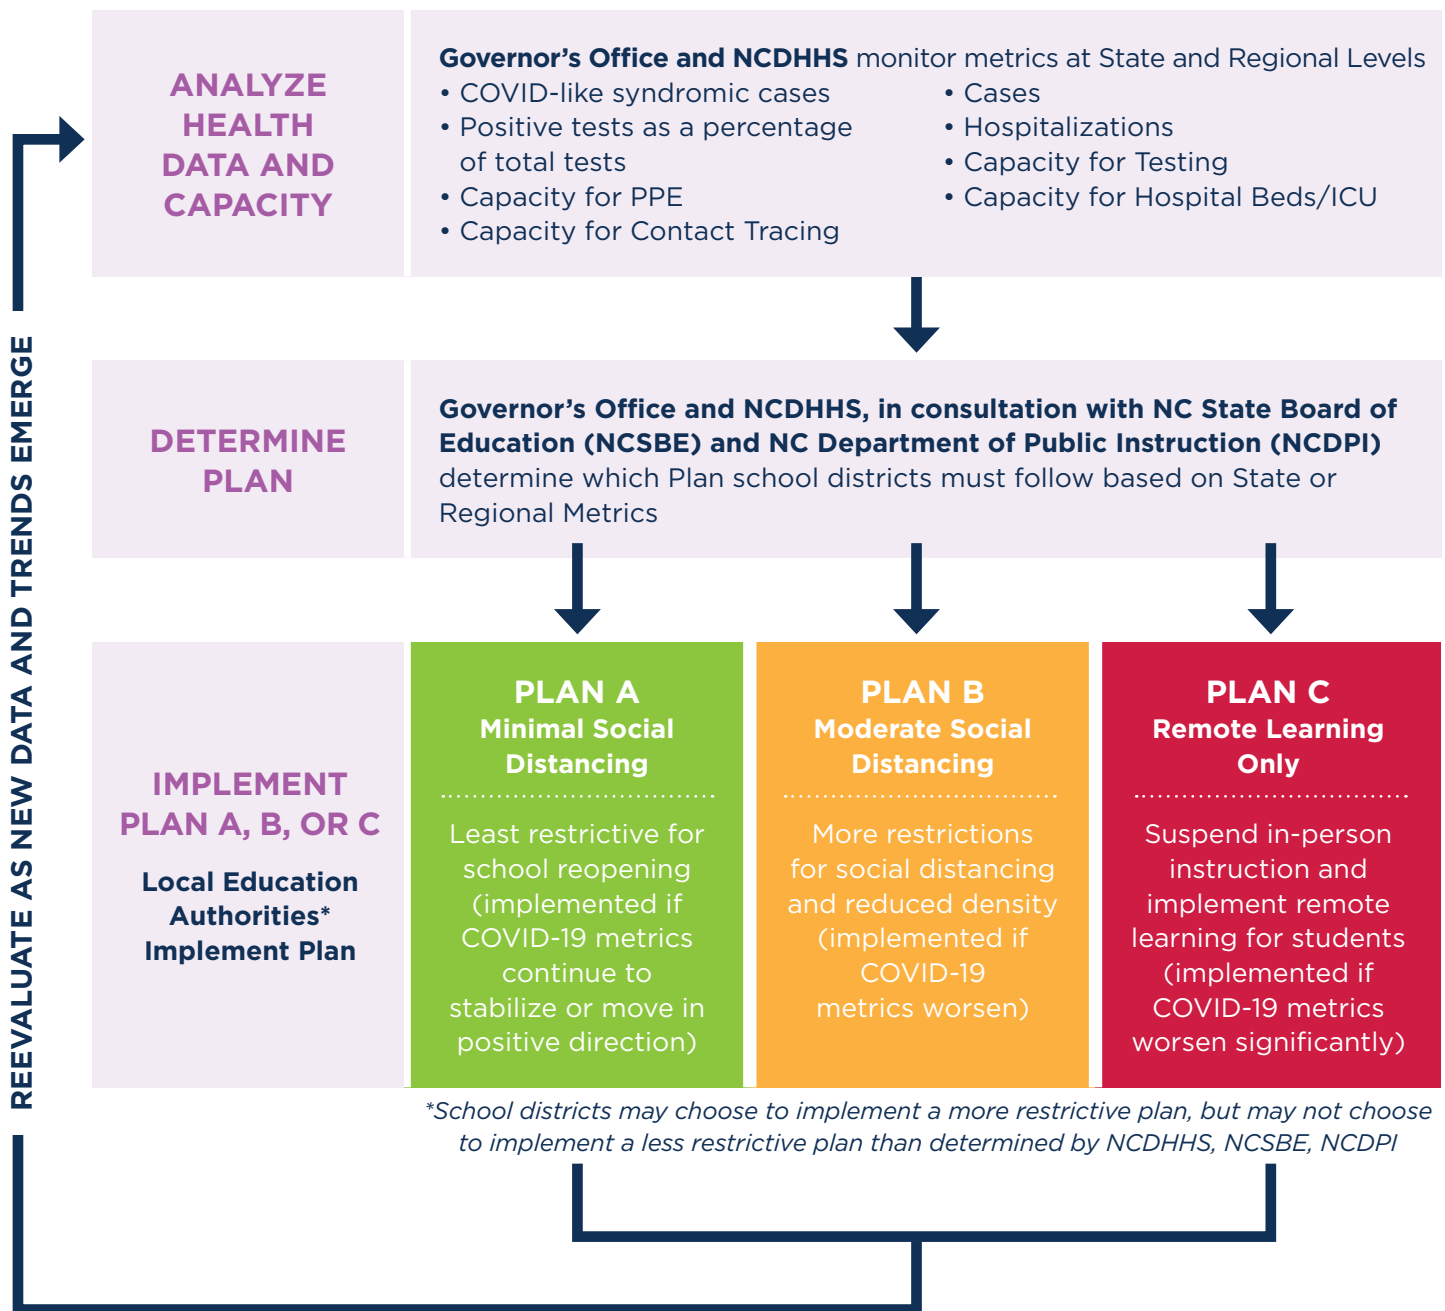 REEVALUATE AS NEW DATA AND TRENDS EMERGE
ANALYZE
HEALTH
DATA AND
CAPACITY
Governor’s Office and NCDHHS monitor metrics at State and Regional Levels
• COVID-like syndromic cases
• Positive tests as a percentage
of total tests
• Capacity for PPE
• Capacity for Contact Tracing
• Cases
• Hospitalizations
• Capacity for Testing
• Capacity for Hospital Beds/ICU
DETERMINE
PLAN
Governor’s Office and NCDHHS, in consultation with NC State Board of
Education (NCSBE) and NC Department of Public Instruction (NCDPI)
determine which Plan school districts must follow based on State or
Regional Metrics
IMPLEMENT
PLAN A, B, OR C
Local Education
Authorities*
Implement Plan
PLAN A
Minimal Social
Distancing
Least restrictive for
school reopening
(implemented if
COVID-19 metrics
continue to
stabilize or move in
positive direction)
PLAN B
Moderate Social
Distancing
More restrictions
for social distancing
and reduced density
(implemented if
COVID-19
metrics worsen)
PLAN C
Remote Learning
Only
Suspend in-person
instruction and
implement remote
learning for students
(implemented if
COVID-19 metrics
worsen significantly)
*School districts may choose to implement a more restrictive plan, but may not choose
to implement a less restrictive plan than determined by NCDHHS, NCSBE, NCDPI